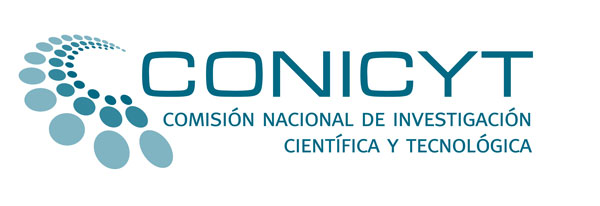 CONICYT
COMISIÓN NACIONAL DE INVESTIGACIÓN
CIENTÍFICA Y TECNOLÓGICA